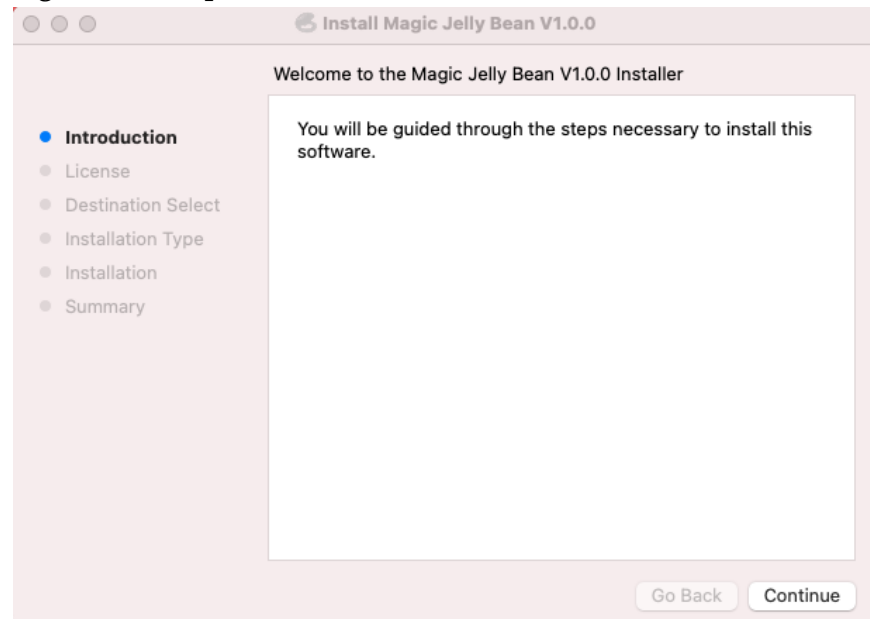 Install Magic Jelly Bean V1.0.0
Welcome to the Magic Jelly Bean V1.0.0 Installer
Introduction
License
Destination Select
Installation Type
Installation
Summary
You will be guided through the steps necessary to install this
software.
Go Back
Continue